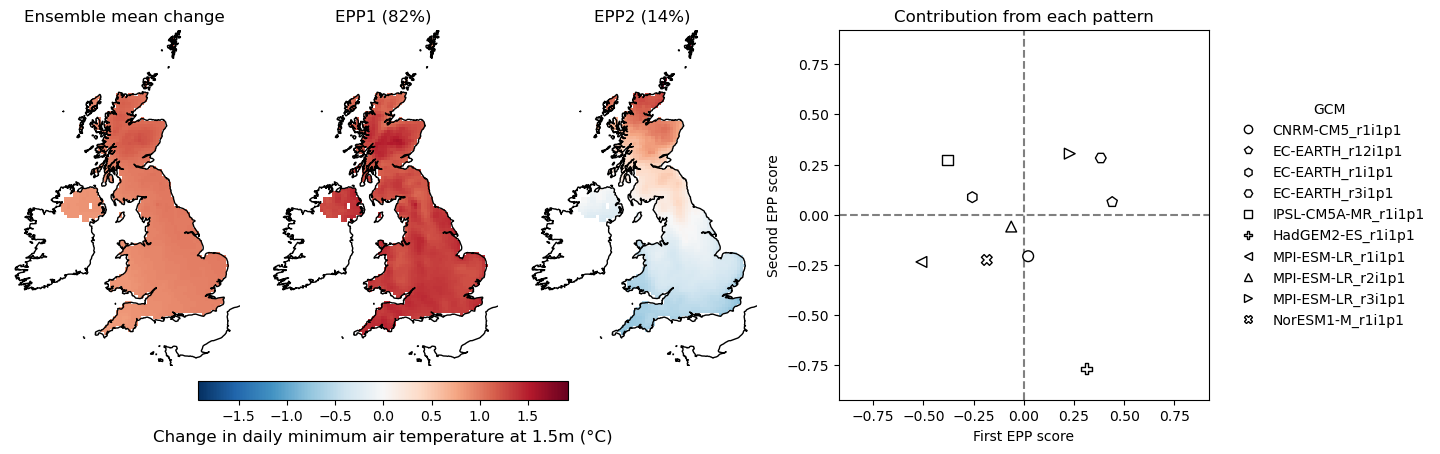 Ensemble mean change
EPP1 (82%)
EPP2 (14%)
−1.5 −1.0 −0.5 0.0 0.5 1.0 1.5
Change in daily minimum air temperature at 1.5m (°C)
Contribution from each pattern
Second EPP score
0.75
0.50
0.25
0.00
−0.25
−0.50
−0.75
−0.75 −0.50 −0.25 0.00 0.25 0.50 0.75
First EPP score
GCM
CNRM-CM5_r1i1p1
EC-EARTH_r12i1p1
EC-EARTH_r1i1p1
EC-EARTH_r3i1p1
IPSL-CM5A-MR_r1i1p1
HadGEM2-ES_r1i1p1
MPI-ESM-LR_r1i1p1
MPI-ESM-LR_r2i1p1
MPI-ESM-LR_r3i1p1
NorESM1-M_r1i1p1